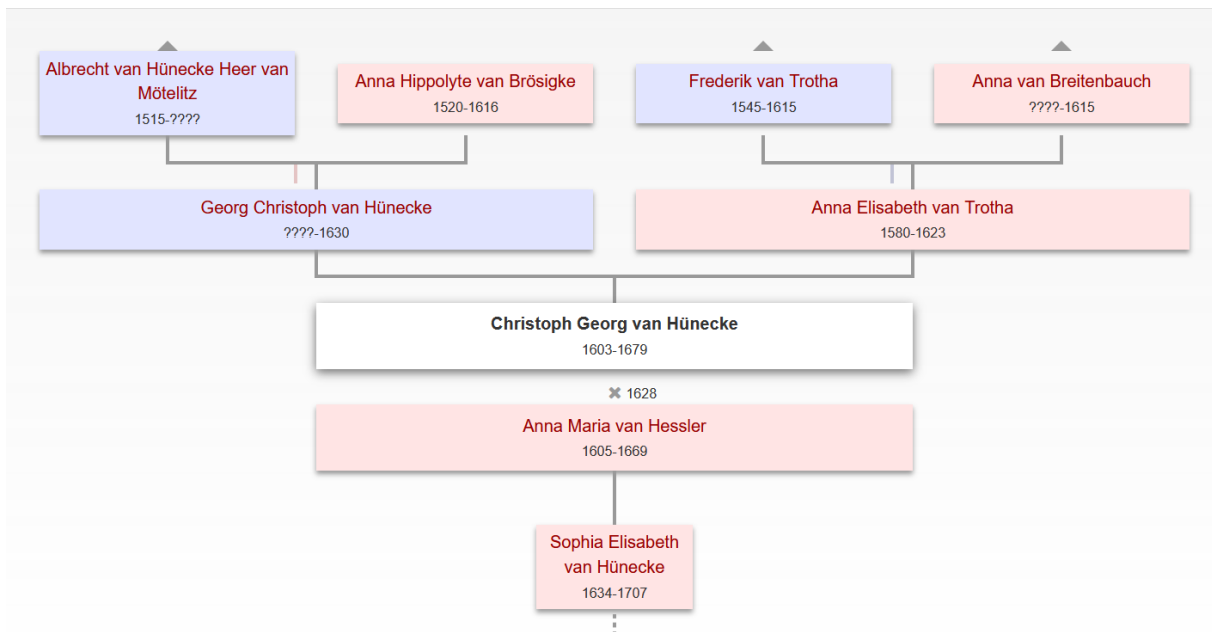 Albrecht van Hünecke Heer van
Mötelitz
1515-????
Anna Hippolyte van Brösigke
1520-1616
Frederik van Trotha
1545-1615
Anna van Breitenbauch
????-1615
Georg Christoph van Hünecke
????-1630
Anna Elisabeth van Trotha
1580-1623
Christoph Georg van Hünecke
1603-1679
1628
Anna Maria van Hessler
1605-1669
Sophia Elisabeth
van Hünecke
1634-1707